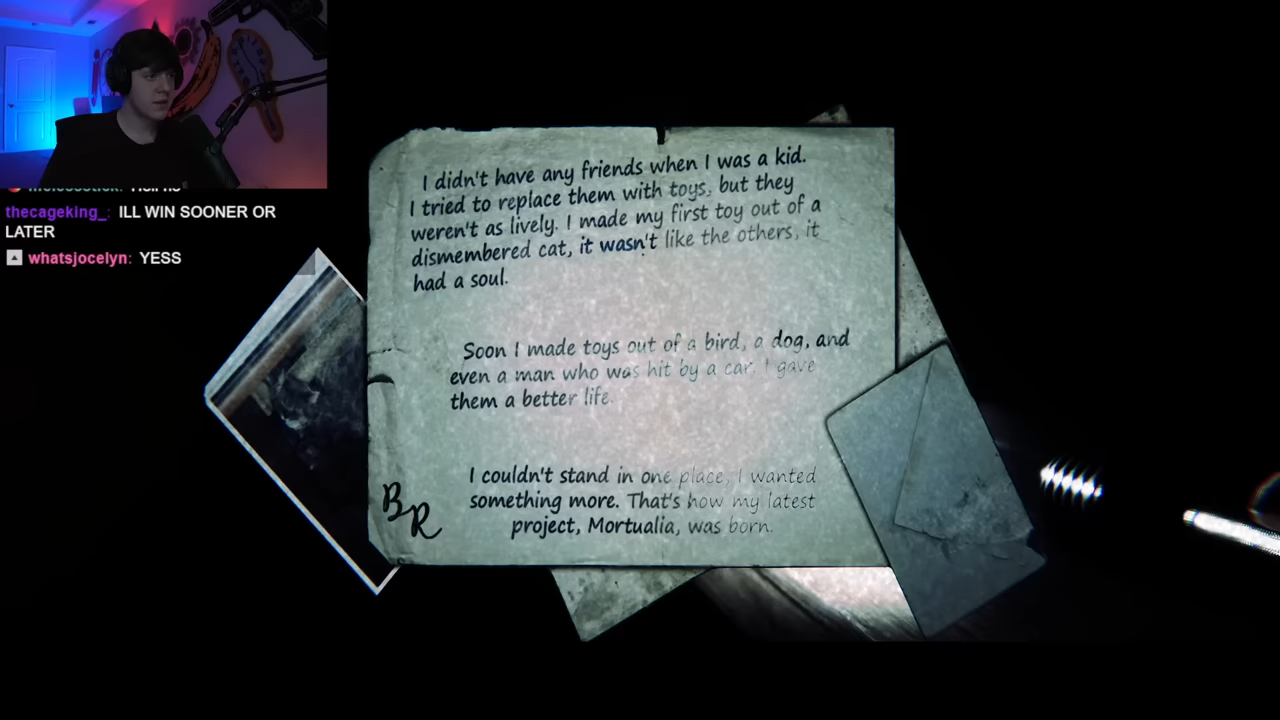 thecageking_: ILL WIN SOONER OR
LATER
whatsjocelyn: YESS
I didn't have any friends when I was a kid.
I tried to replace them with toys, but they
weren't as lively. I made my first toy out of a
dismembered cat, it wasn't like the others, it
had a soul.
Soon I made toys out of a bird, a dog, and
even a man who was hit by a car. I gave
them a better life.
I couldn't stand in one place, I wanted
something more. That's how my latest
project, Mortualia, was born.
BR